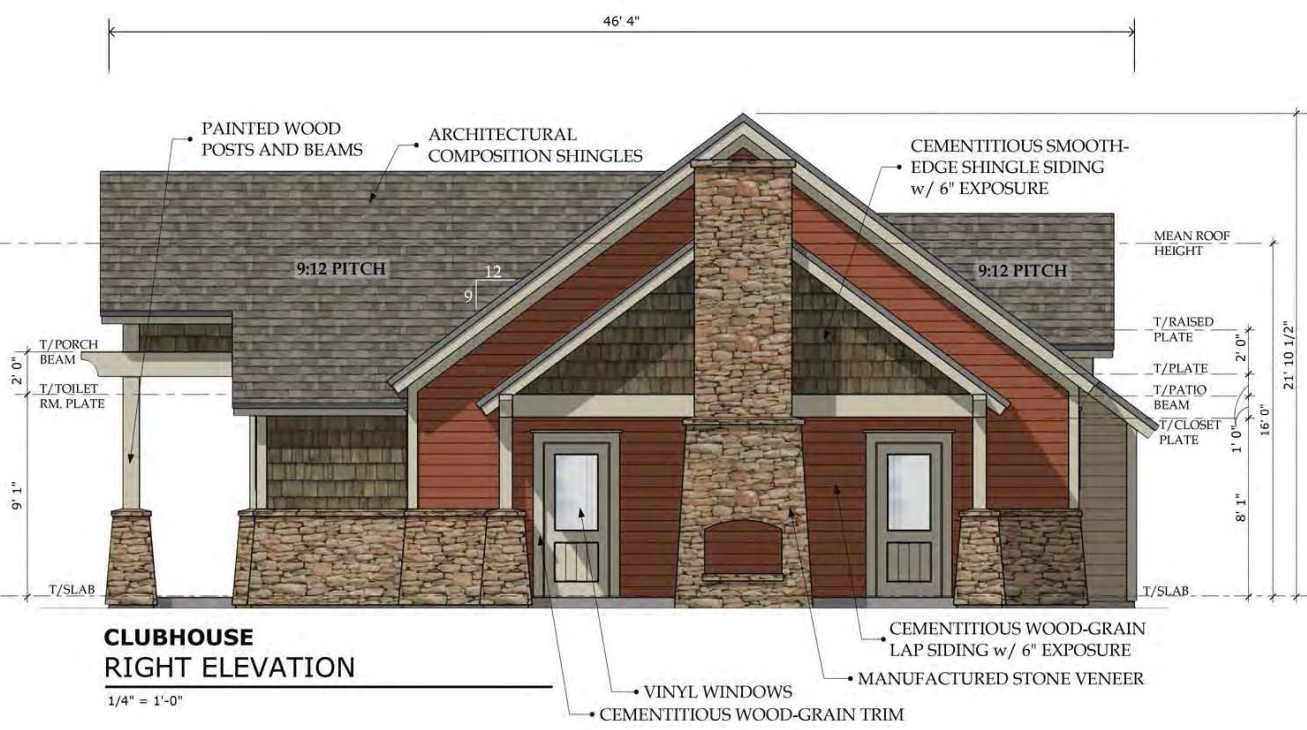 46' 4"
PAINTED WOOD
POSTS AND BEAMS
ARCHITECTURAL
COMPOSITION SHINGLES
CEMENTITIOUS SMOOTH-
EDGE SHINGLE SIDING
w/ 6" EXPOSURE
MEAN ROOF
HEIGHT
9:12 PITCH
12
9
9:12 PITCH
T/PORCH
BEAM
2' 0"
T/TOILET
RM. PLATE
9' 1"
T/SLAB
T/RAISED
PLATE
2' 0"
T/PLATE
T/PATIO
BEAM
1' 0"
T/CLOSET
PLATE
8' 1"
16' 0"
21' 10 1/2"
T/SLAB
CLUBHOUSE
RIGHT ELEVATION
1/4" = 1'-0"
CEMENTITIOUS WOOD-GRAIN
LAP SIDING w/ 6" EXPOSURE
MANUFACTURED STONE VENEER
VINYL WINDOWS
CEMENTITIOUS WOOD-GRAIN TRIM